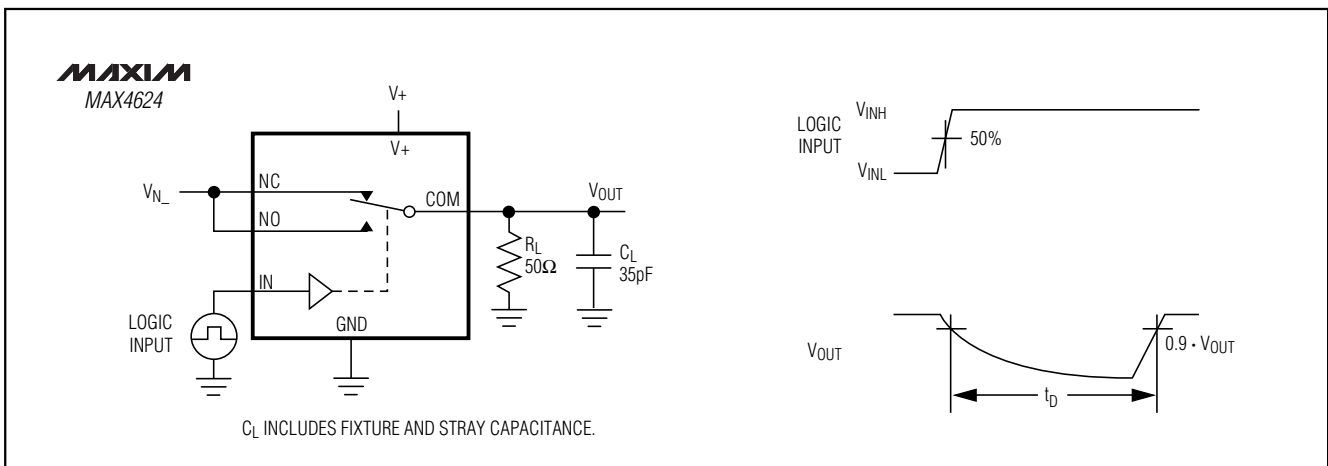 MAXIM
MAX4624
V+
V+
V_N_
NC
COM
V_OUT
NO
R_L
50Ω
C_L
35pF
IN
LOGIC
INPUT
GND
C_L INCLUDES FIXTURE AND STRAY CAPACITANCE.
LOGIC
INPUT
V_INH
50%
V_INL
V_OUT
0.9 · V_OUT
t_D